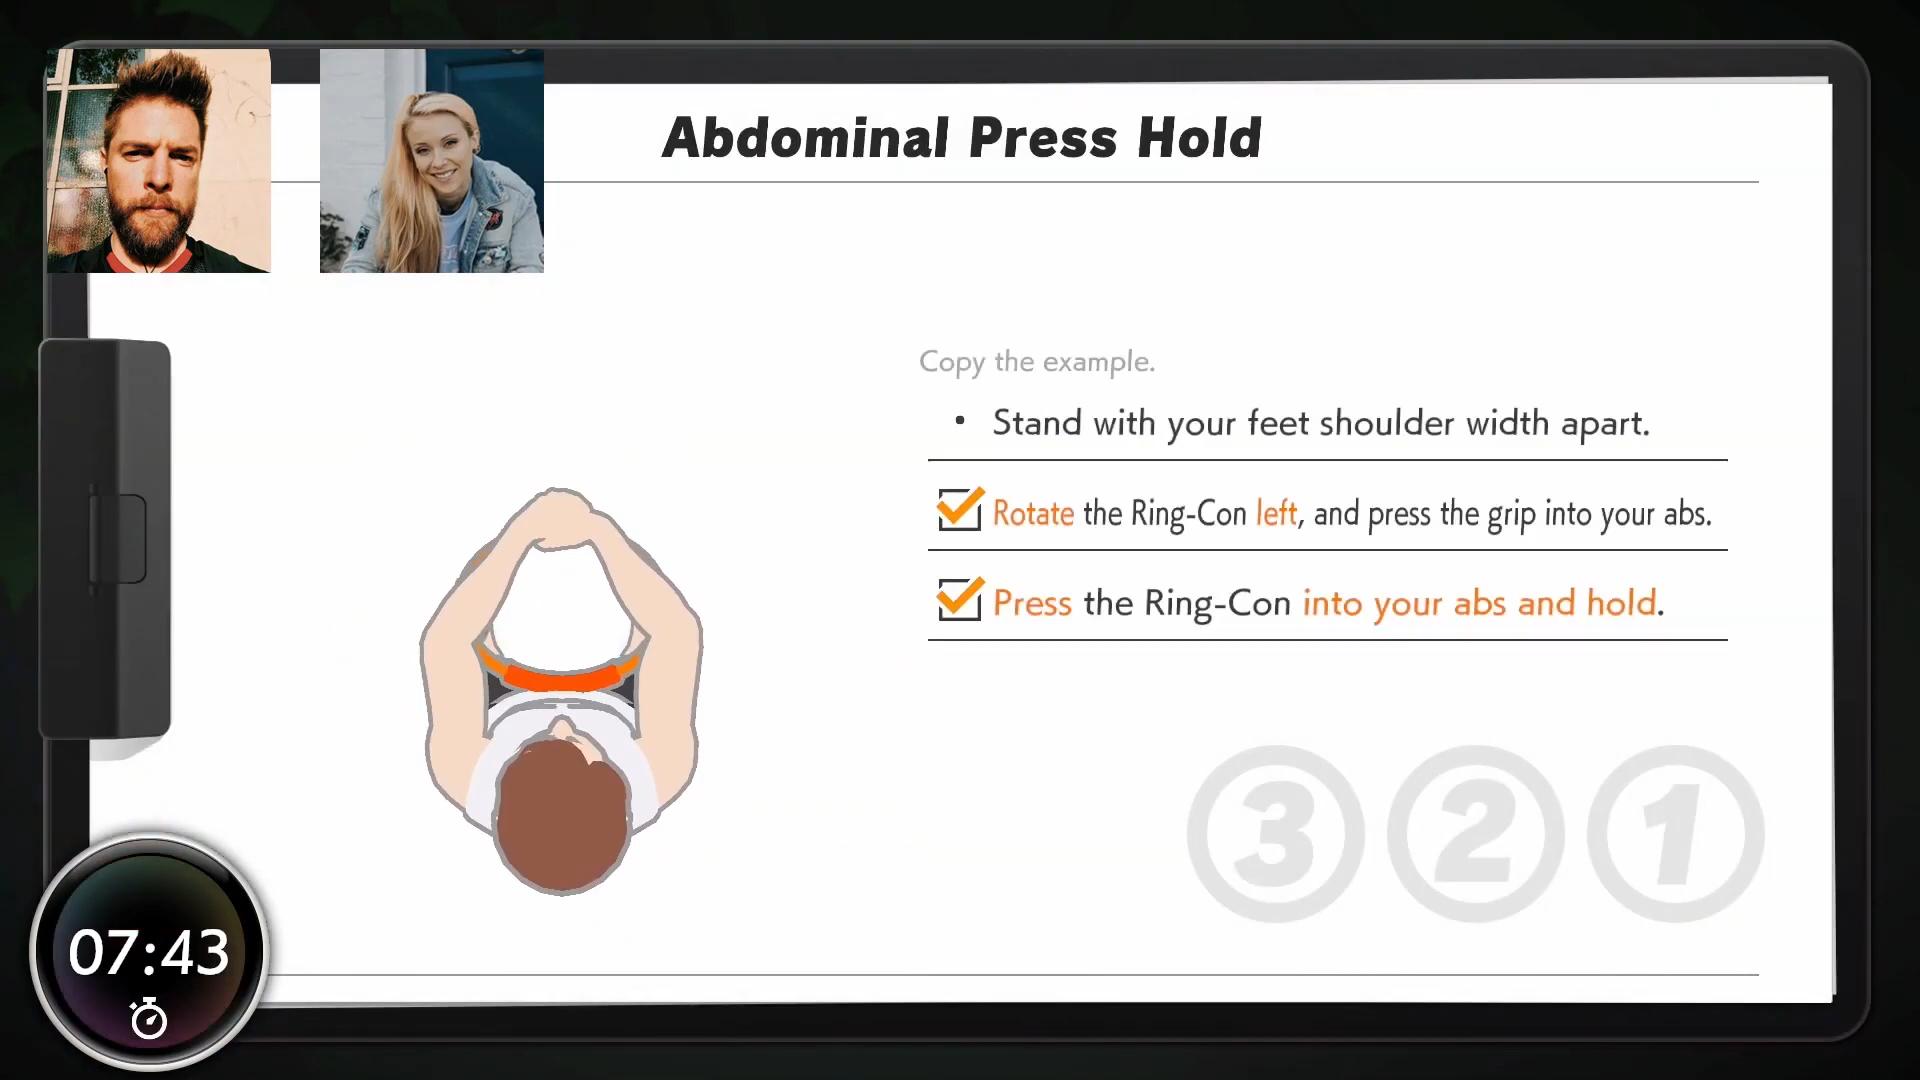 Abdominal Press Hold
Copy the example.
• Stand with your feet shoulder width apart.
Rotate the Ring-Con left, and press the grip into your abs.
Press the Ring-Con into your abs and hold.
3 2 1
07:43